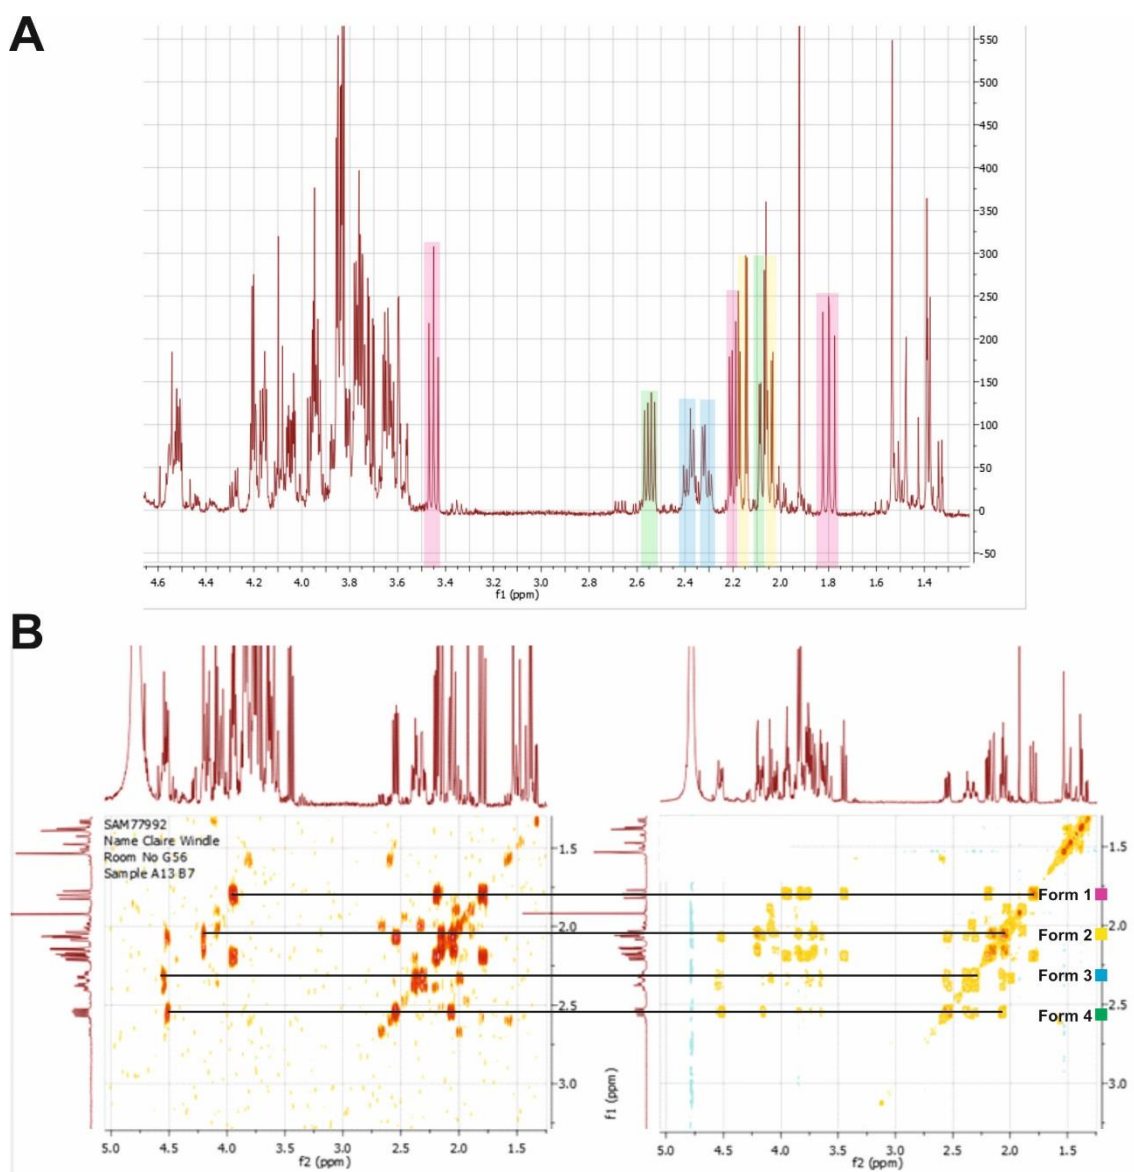 A
550
500
450
400
350
300
250
200
150
100
50
0
-50
4.6 4.4 4.2 4.0 3.8 3.6 3.4 3.2 3.0 2.8 2.6 2.4 2.2 2.0 1.8 1.6 1.4
f1 (ppm)
B
SAM77992
Name Claire Windle
Room No G56
Sample A13 B7
1.5
2.0
2.5
3.0
5.0 4.5 4.0 3.5 3.0 2.5 2.0 1.5
f2 (ppm)
Form 1
Form 2
Form 3
Form 4
1.5
2.0
2.5
3.0
f1 (ppm)
5.0 4.5 4.0 3.5 3.0 2.5 2.0 1.5
f2 (ppm)